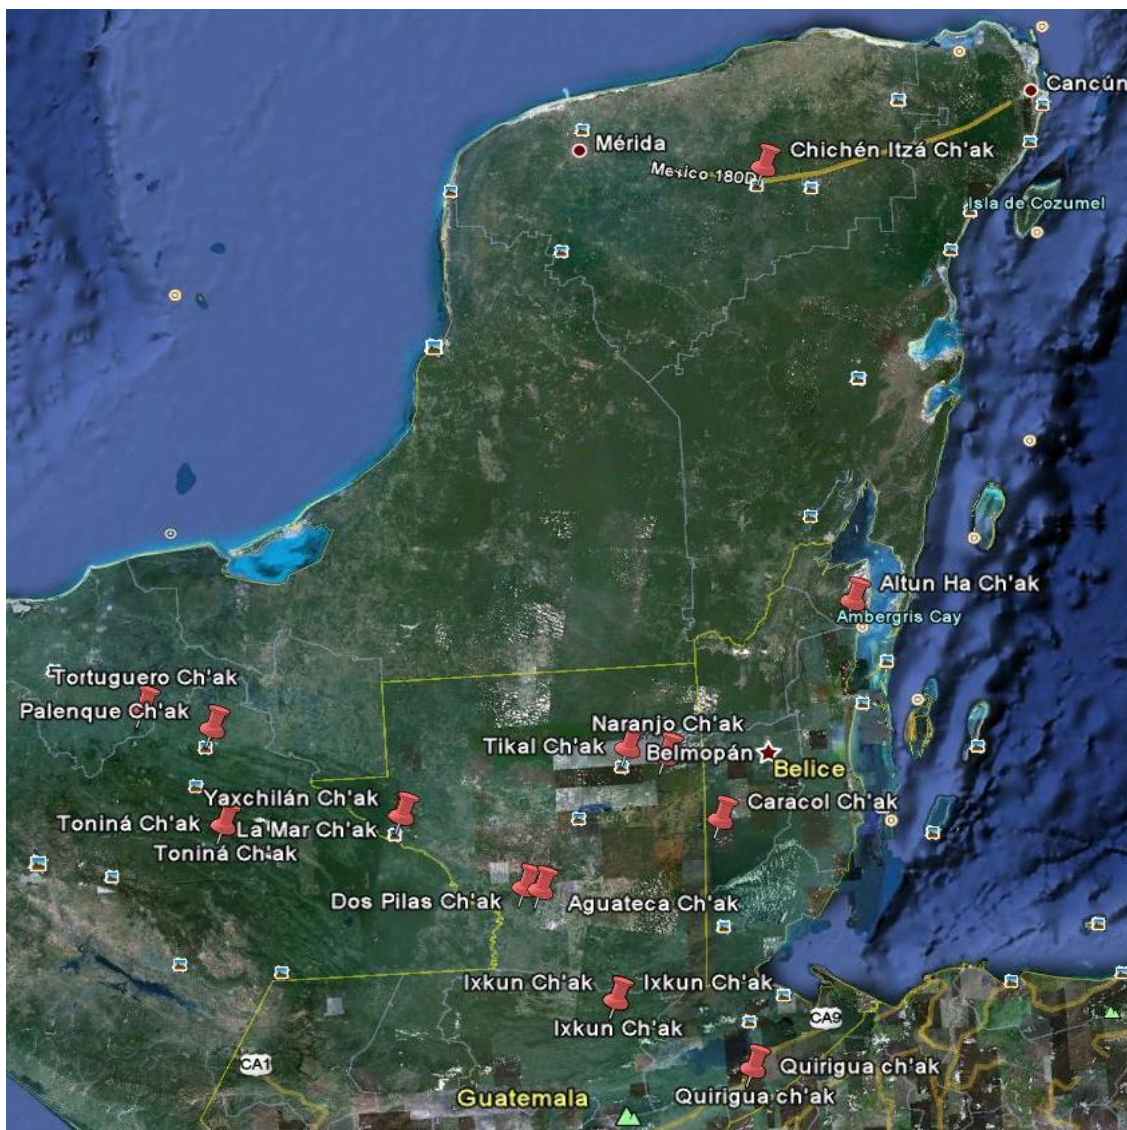 Cancún
Mérida
Chichén Itzá Ch'ak
Mexico 180D
Isla de Cozumel
Altun Ha Ch'ak
Ambergris Cay
Tortuguero Ch'ak
Palenque Ch'ak
Naranjo Ch'ak
Tikal Ch'ak
Belmopán
Belice
Yaxchilán Ch'ak
Caracol Ch'ak
Toniná Ch'ak
La Mar Ch'ak
Toniná Ch'ak
Dos Pilas Ch'ak
Aguateca Ch'ak
Ixkun Ch'ak
Ixkun Ch'ak
Ixkun Ch'ak
CA9
CA1
Quirigua ch'ak
Quirigua ch'ak
Guatemala